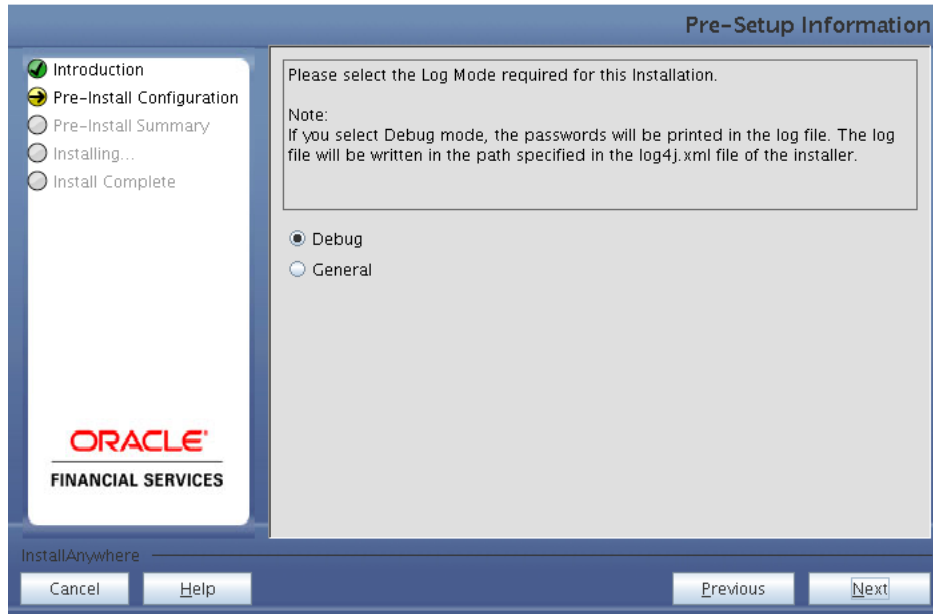 Pre-Setup Information
Introduction
Pre-Install Configuration
Pre-Install Summary
Installing...
Install Complete
ORACLE'
FINANCIAL SERVICES
Please select the Log Mode required for this Installation.
Note:
If you select Debug mode, the passwords will be printed in the log file. The log
file will be written in the path specified in the log4j.xml file of the installer.
Debug
General
InstallAnywhere
Cancel
Help
Previous
Next